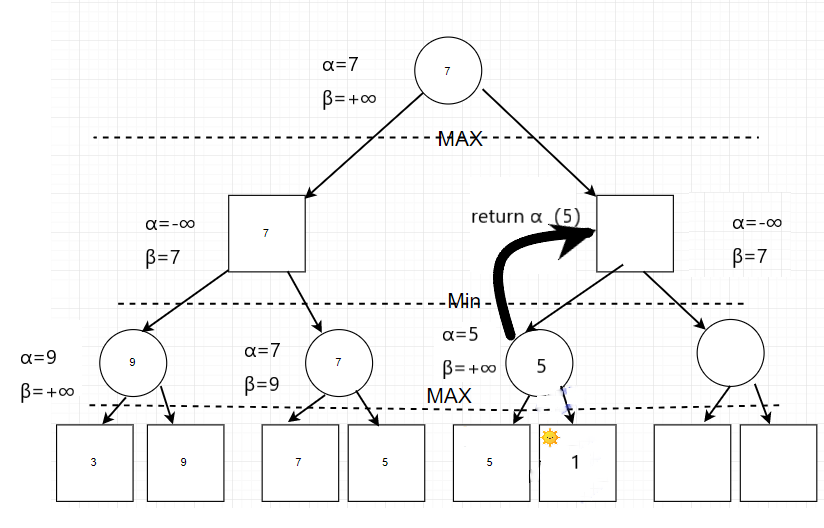 α=7
7
β=+∞
MAX
return α (5)
α=-∞
7
α=-∞
β=7
β=7
Min
α=5
α=9
9
α=7
7
5
β=+∞
β=+∞
β=9
MAX
3
9
7
5
5
1